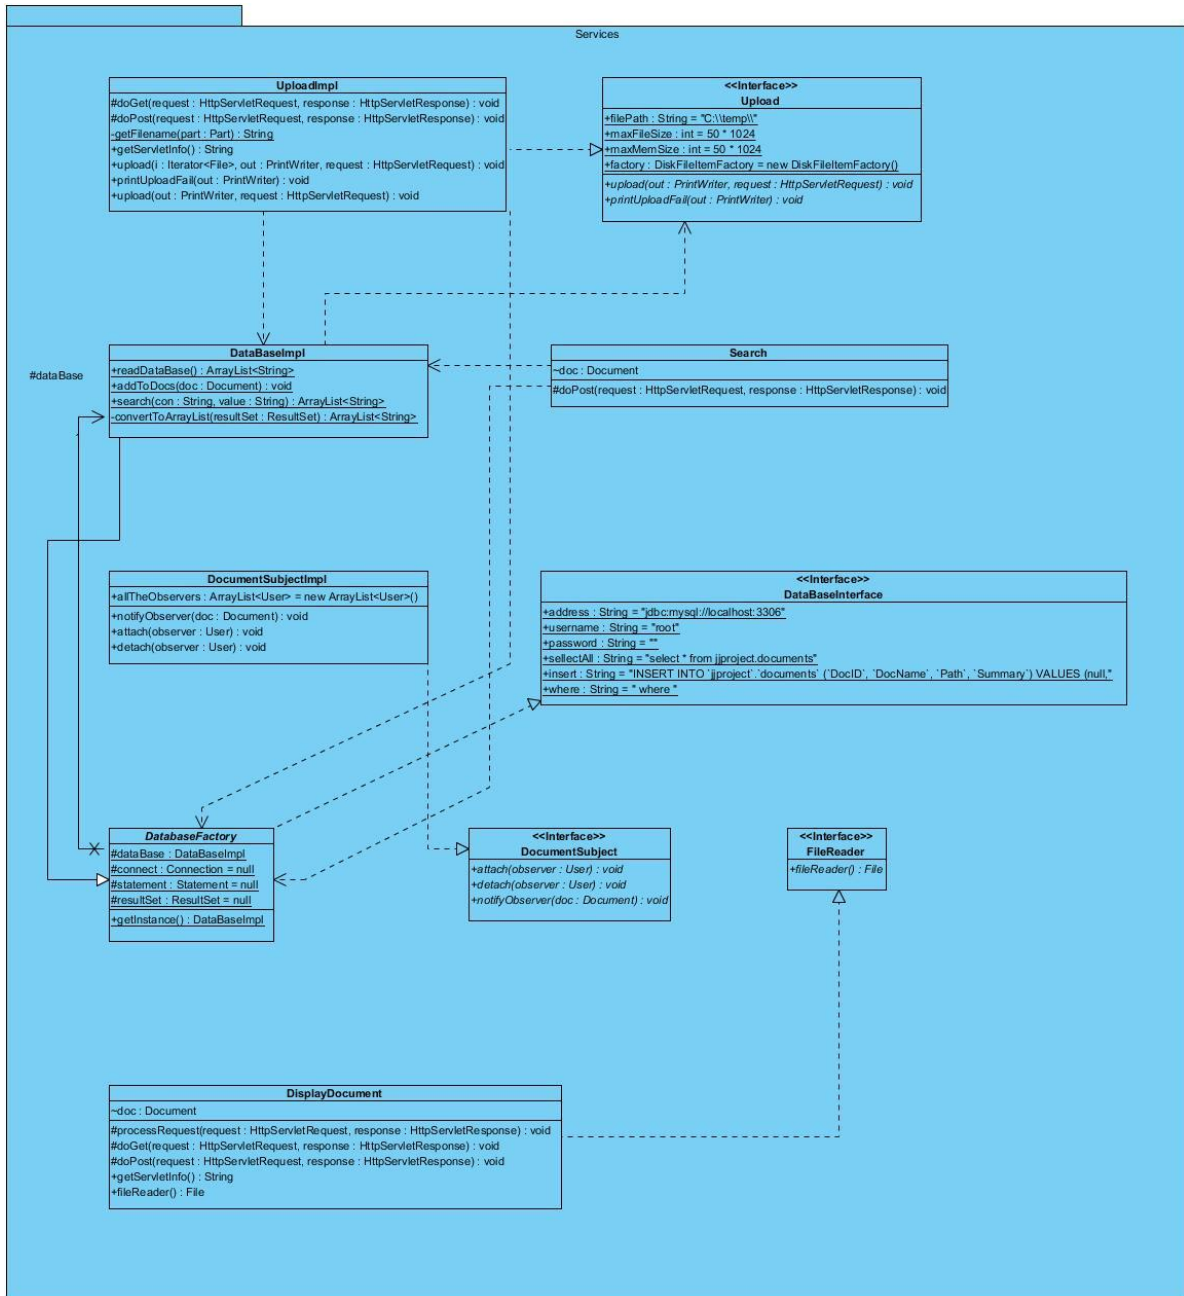 Services
UploadImpl
#doGet(request : HttpServletRequest, response : HttpServletResponse) : void
#doPost(request : HttpServletRequest, response : HttpServletResponse) : void
-getFilename(part : Part) : String
+getServletInfo() : String
+upload(i : Iterator<File>, out : PrintWriter, request : HttpServletRequest) : void
+printUploadFail(out : PrintWriter) : void
+upload(out : PrintWriter, request : HttpServletRequest) : void
<<Interface>>
Upload
+filePath : String = "C:\\temp\\"
+maxFileSize : int = 50 * 1024
+maxMemSize : int = 50 * 1024
+factory : DiskFileItemFactory = new DiskFileItemFactory()
+upload(out : PrintWriter, request : HttpServletRequest) : void
+printUploadFail(out : PrintWriter) : void
#dataBase
DataBaseImpl
+readDataBase() : ArrayList<String>
+addToDocs(doc : Document) : void
+search(con : String, value : String) : ArrayList<String>
-convertToArrayList(resultSet : ResultSet) : ArrayList<String>
Search
~doc : Document
#doPost(request : HttpServletRequest, response : HttpServletResponse) : void
DocumentSubjectImpl
+allTheObservers : ArrayList<User> = new ArrayList<User>()
+notifyObserver(doc : Document) : void
+attach(observer : User) : void
+detach(observer : User) : void
<<Interface>>
DataBaseInterface
+address : String = "jdbc:mysql://localhost:3306"
+username : String = "root"
+password : String = ""
+sellectAll : String = "select * from jjproject.documents"
+insert : String = "INSERT INTO `jjproject`.`documents` (`DocID`, `DocName`, `Path`, `Summary`) VALUES (null,"
+where : String = " where "
DatabaseFactory
#dataBase : DataBaseImpl
#connect : Connection = null
#statement : Statement = null
#resultSet : ResultSet = null
+getInstance() : DataBaseImpl
<<Interface>>
DocumentSubject
+attach(observer : User) : void
+detach(observer : User) : void
+notifyObserver(doc : Document) : void
<<Interface>>
FileReader
+fileReader() : File
DisplayDocument
~doc : Document
#processRequest(request : HttpServletRequest, response : HttpServletResponse) : void
#doGet(request : HttpServletRequest, response : HttpServletResponse) : void
#doPost(request : HttpServletRequest, response : HttpServletResponse) : void
+getServletInfo() : String
+fileReader() : File